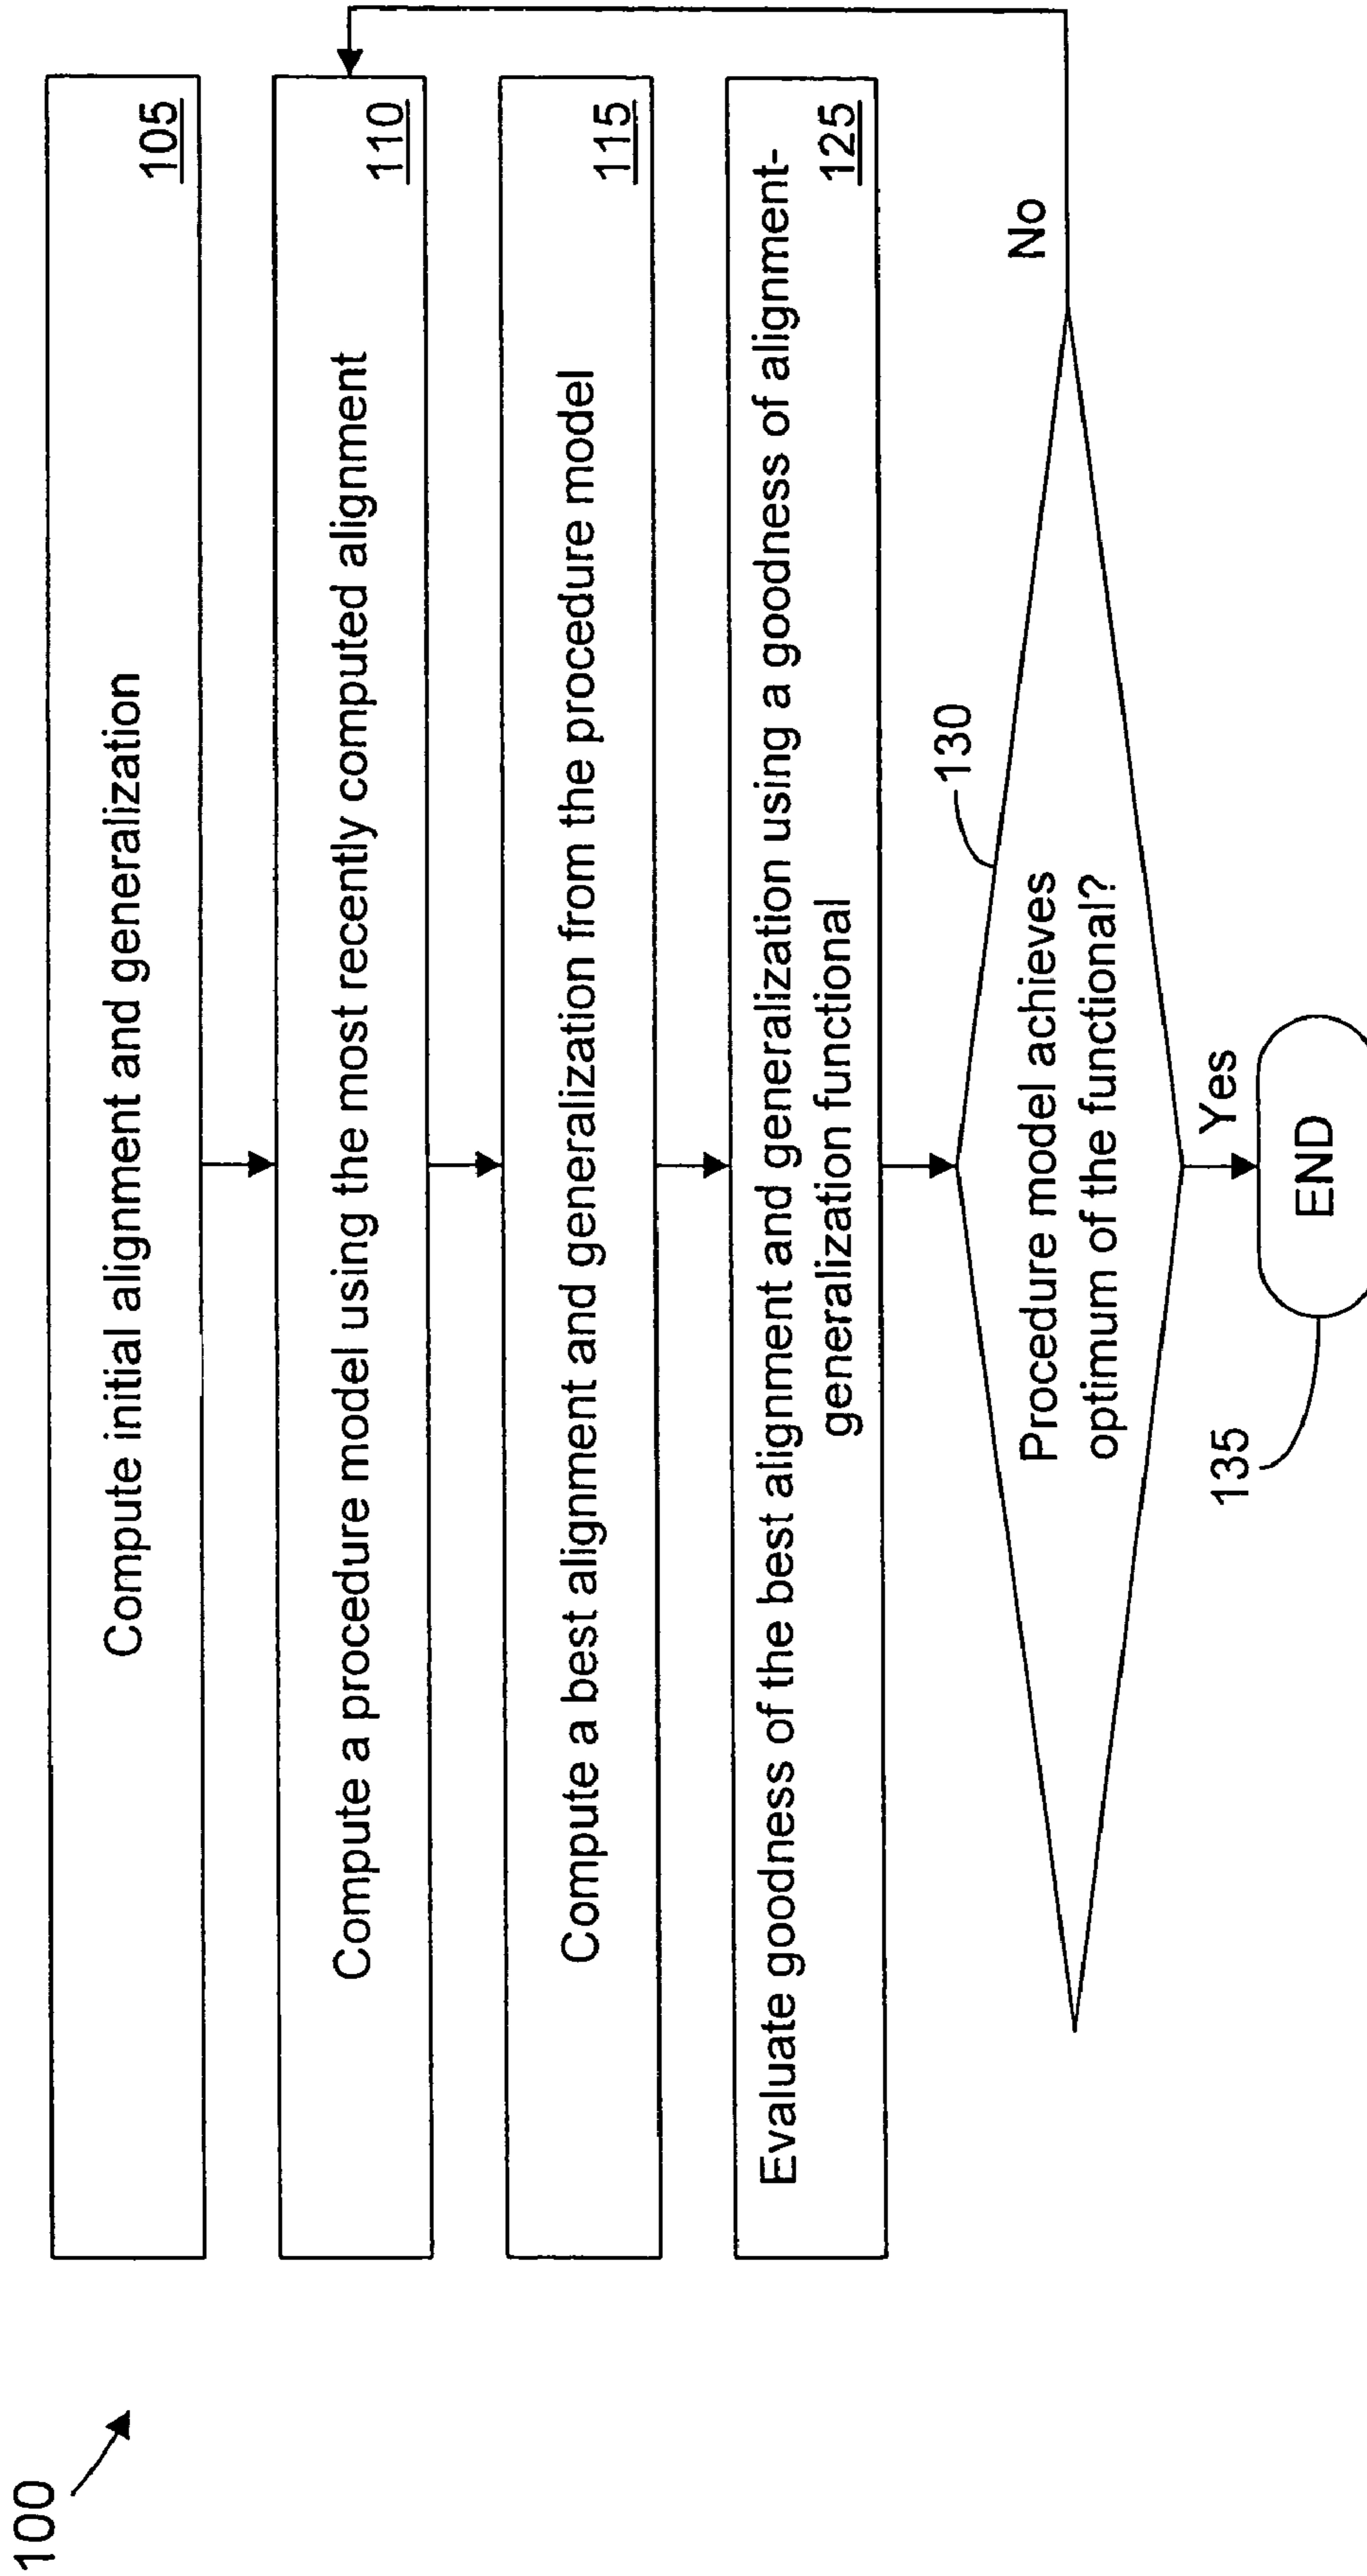 100
Compute initial alignment and generalization
105
Compute a procedure model using the most recently computed alignment
110
Compute a best alignment and generalization from the procedure model
115
Evaluate goodness of the best alignment and generalization using a goodness of alignment-
generalization functional
125
130
Procedure model achieves
optimum of the functional?
No
Yes
135
END